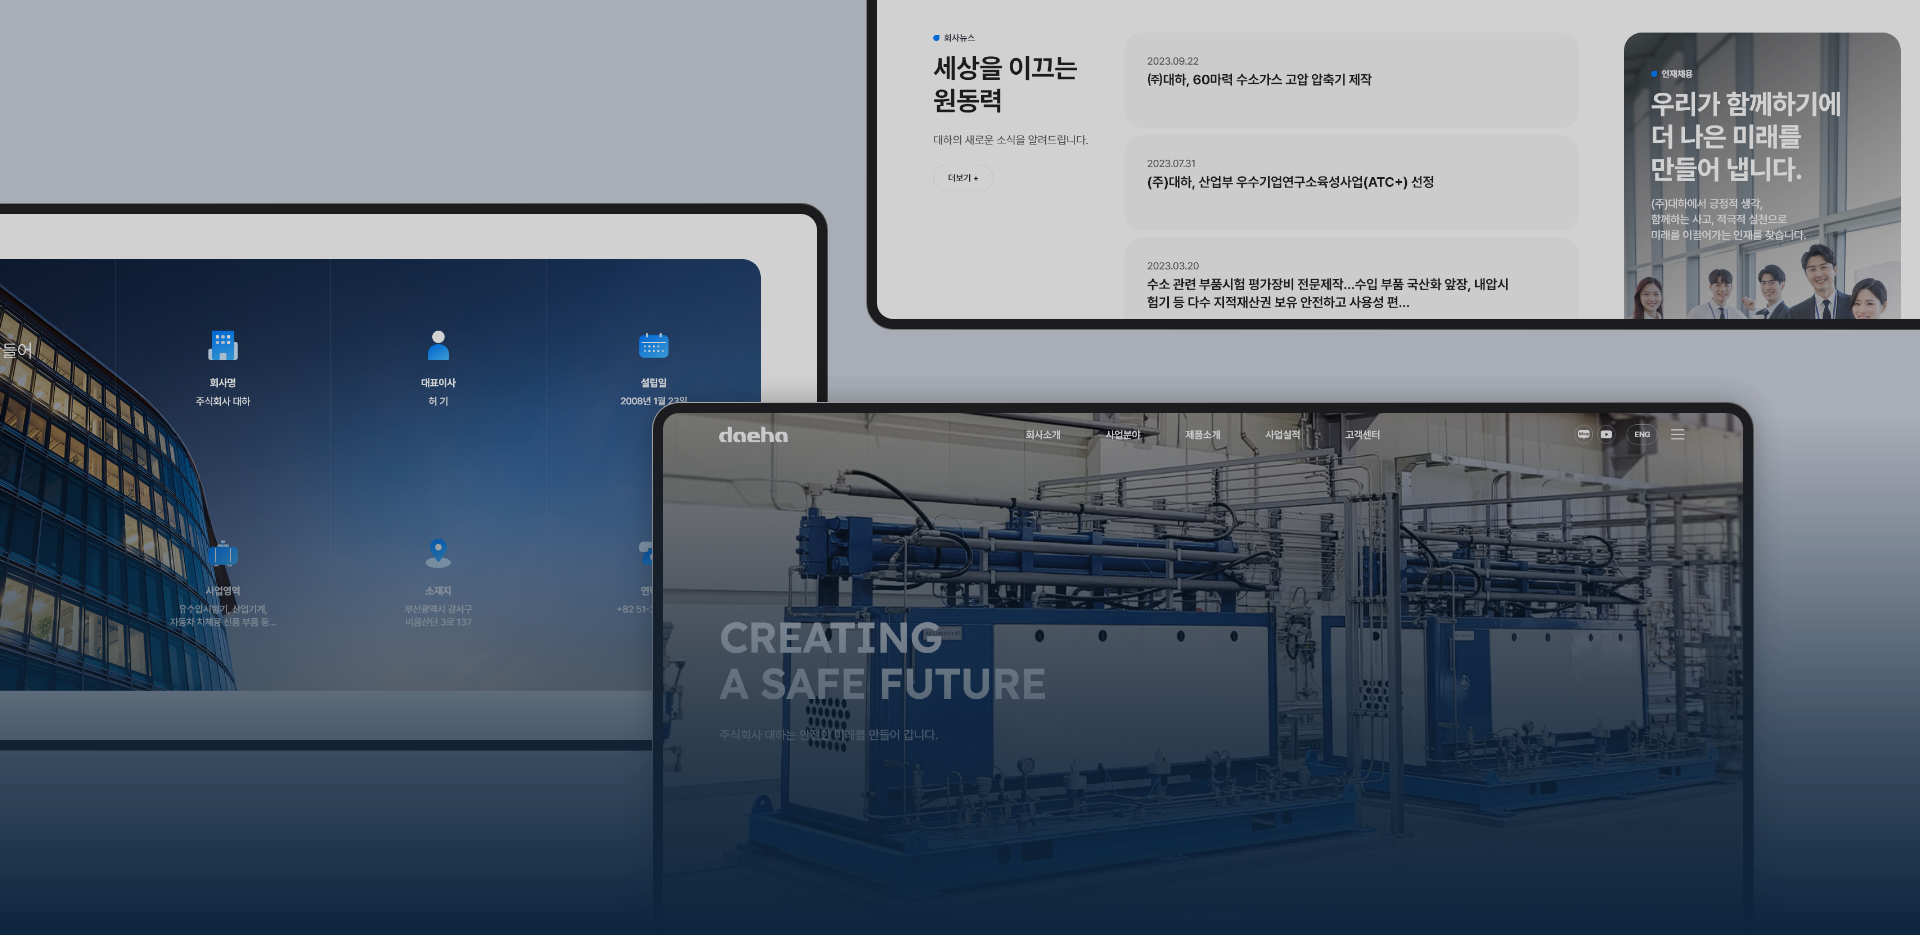 회사뉴스
세상을 이끄는
원동력
대하의 새로운 소식을 알려드립니다.
더보기 +
2023.09.22
㈜대하, 60마력 수소가스 고압 압축기 제작
2023.07.31
(주)대하, 산업부 우수기업연구소육성사업(ATC+) 선정
2023.03.20
수소 관련 부품시험 평가장비 전문제작...수입 부품 국산화 앞장, 내압시
험기 등 다수 지적재산권 보유 안전하고 사용성 편...
인재채용
우리가 함께하기에
더 나은 미래를
만들어 냅니다.
(주)대하에서 긍정적 생각,
함께하는 사고, 적극적 실천으로
미래를 이끌어가는 인재를 찾습니다.
들어
회사명
주식회사 대하
대표이사
허 기
설립일
2008년 1월 23일
사업영역
유수압시험기, 산업기계,
자동차 차체용 신품 부품 등...
소재지
부산광역시 강서구
미음산단 3로 137
+82 51-
daeha
회사소개
사업분야
제품소개
사업실적
고객센터
ENG
CREATING
A SAFE FUTURE
주식회사 대하는 안전한 미래를 만들어 갑니다.